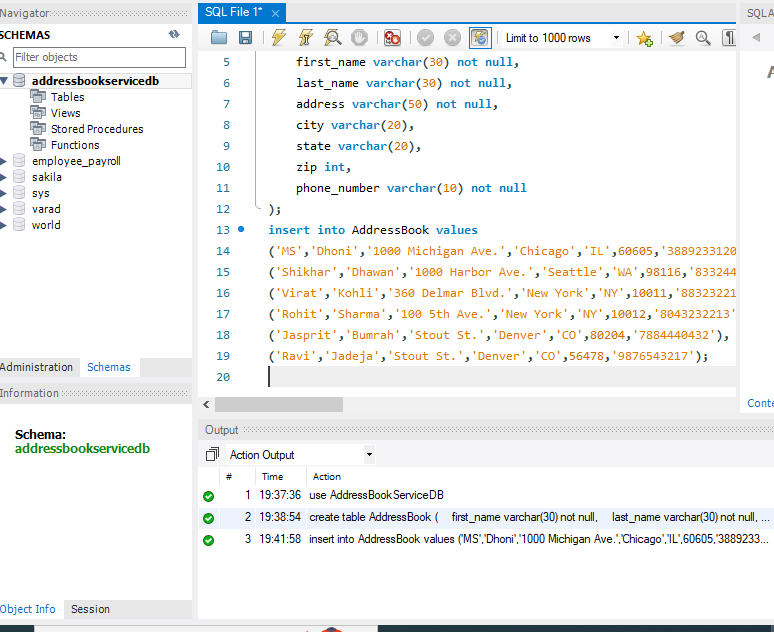 Navigator
SCHEMAS
Filter objects
addressbookservicedb
Tables
Views
Stored Procedures
Functions
employee_payroll
sakila
sys
varad
world
Administration Schemas
Information
Schema:
addressbookservicedb
Object Info Session
SQL File 1*
Limit to 1000 rows
5 first_name varchar(30) not null,
6 last_name varchar(30) not null,
7 address varchar(50) not null,
8 city varchar(20),
9 state varchar(20),
10 zip int,
11 phone_number varchar(10) not null
12 );
13 insert into AddressBook values
14 ('MS','Dhoni','1000 Michigan Ave.','Chicago','IL',60605,'3889233120
15 ('Shikhar','Dhawan','1000 Harbor Ave.','Seattle','WA',98116,'833244
16 ('Virat','Kohli','360 Delmar Blvd.','New York','NY',10011,'88323221
17 ('Rohit','Sharma','100 5th Ave.','New York','NY',10012,'8043232213'
18 ('Jasprit','Bumrah','Stout St.','Denver','CO',80204,'7884440432'),
19 ('Ravi','Jadeja','Stout St.','Denver','CO',56478,'9876543217');
20
Output
Action Output
# Time Action
1 19:37:36 use AddressBookServiceDB
2 19:38:54 create table AddressBook ( first_name varchar(30) not null, last_name varchar(30) not null, ...
3 19:41:58 insert into AddressBook values ('MS','Dhoni','1000 Michigan Ave.','Chicago','IL',60605,'3889233...
SQLA
A
Conte